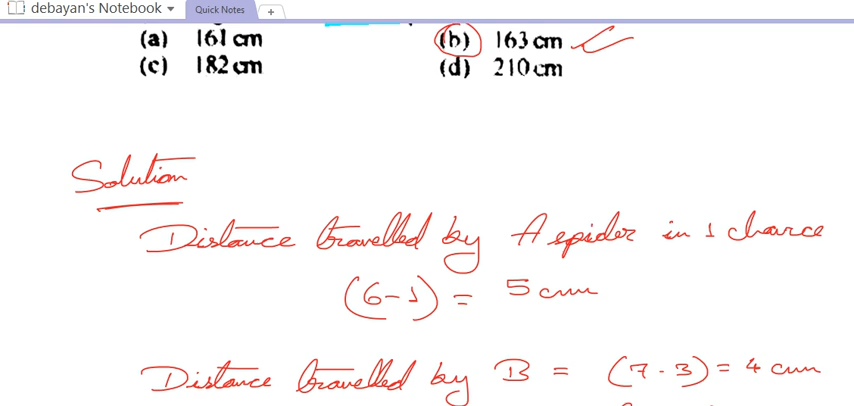 debayan's Notebook Quick Notes +
(a) 161 cm (b) 163 cm
(c) 182 cm (d) 210 cm
Solution
Distance travelled by A spider in 1 chance
(6-1) = 5 cm
Distance travelled by B = (7-3) = 4 cm